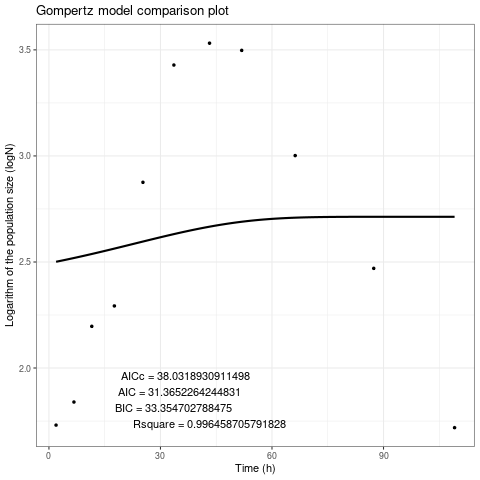 Gompertz model comparison plot
Logarithm of the population size (logN)
3.5
3.0
2.5
2.0
AICc = 38.0318930911498
AIC = 31.3652264244831
BIC = 33.354702788475
Rsquare = 0.996458705791828
0 30 60 90
Time (h)